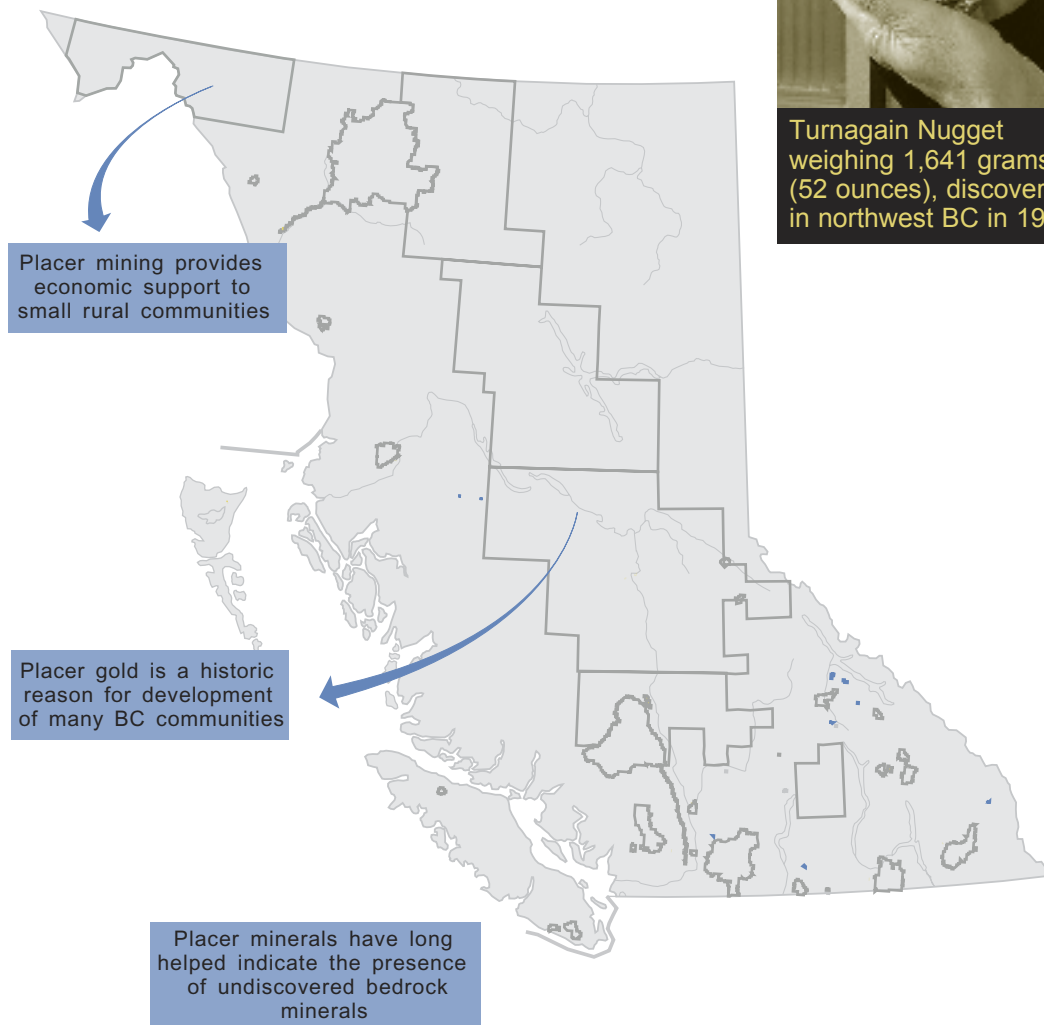 Turnagain Nugget
weighing 1,641 grams
(52 ounces), discover
in northwest BC in 19
Placer mining provides
economic support to
small rural communities
Placer gold is a historic
reason for development
of many BC communities
Placer minerals have long
helped indicate the presence
of undiscovered bedrock
minerals